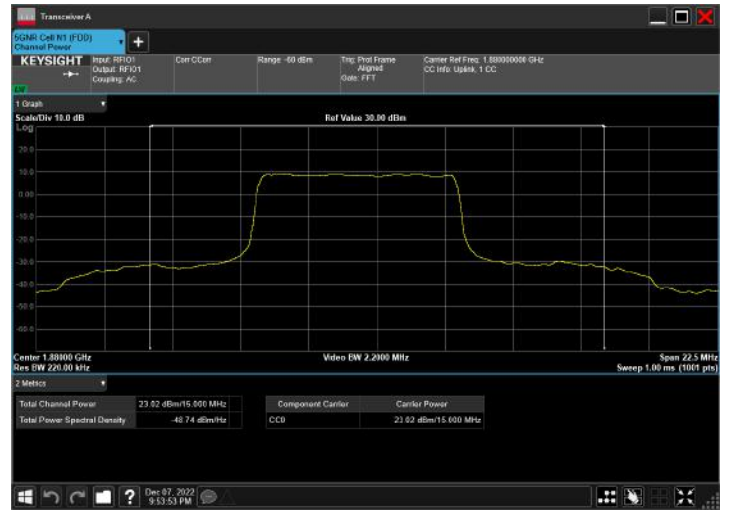 Transceiver A
5GNR Cell N1 (FDD)
Channel Power
KEYSIGHT
Input: RFIO1
Output: RFIO1
Coupling: AC
Corr CCorr
Range -60 dBm
Trig: Prot Frame
Aligned
Gate: FFT
Carrier Ref Freq: 1.880000000 GHz
CC Info: Uplink, 1 CC
1 Graph
Scale/Div 10.0 dB
Ref Value 30.00 dBm
Log
20.0
10.0
0.00
-10.0
-20.0
-30.0
-40.0
-50.0
-60.0
Center 1.88000 GHz
Video BW 2.2000 MHz
Span 22.5 MHz
Res BW 220.00 kHz
Sweep 1.00 ms (1001 pts)
2 Metrics
Total Channel Power 23.02 dBm/15.000 MHz
Total Power Spectral Density -48.74 dBm/Hz
Component Carrier Carrier Power
CC0 23.02 dBm/15.000 MHz
?
Dec 07, 2022
9:53:53 PM